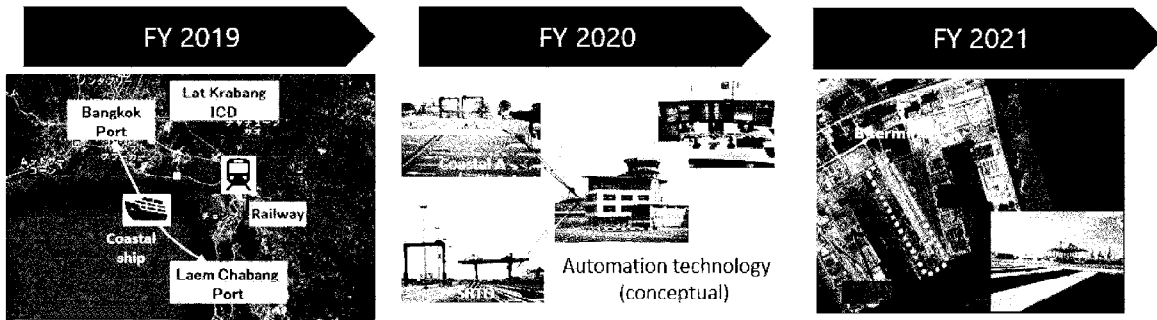 FY 2019
FY 2020
FY 2021
Lat Krabang
ICD
Bangkok
Port
Railway
Coastal
ship
Laem Chabang
Port
Coastal A
Automation technology
(conceptual)